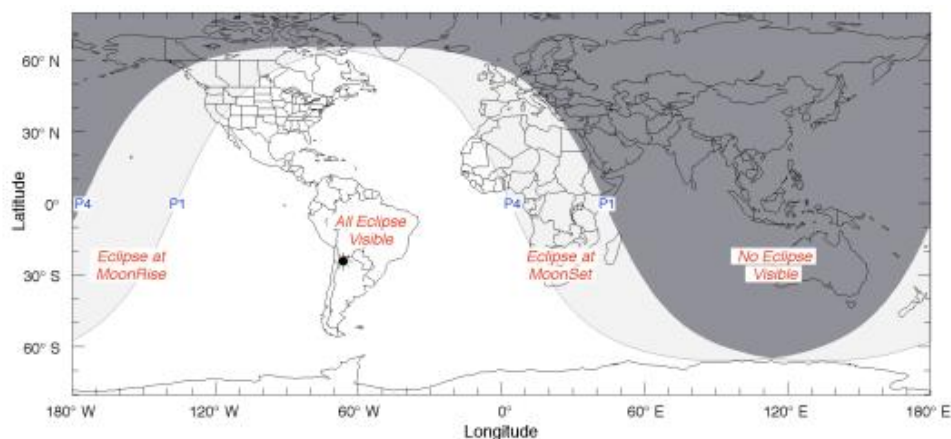 60° N
30° N
0°
30° S
60° S
Latitude
P4
P1
P4
P1
All Eclipse
Visible
Eclipse at
MoonRise
Eclipse at
MoonSet
No Eclipse
Visible
180° W
120° W
60° W
0°
60° E
120° E
180° E
Longitude